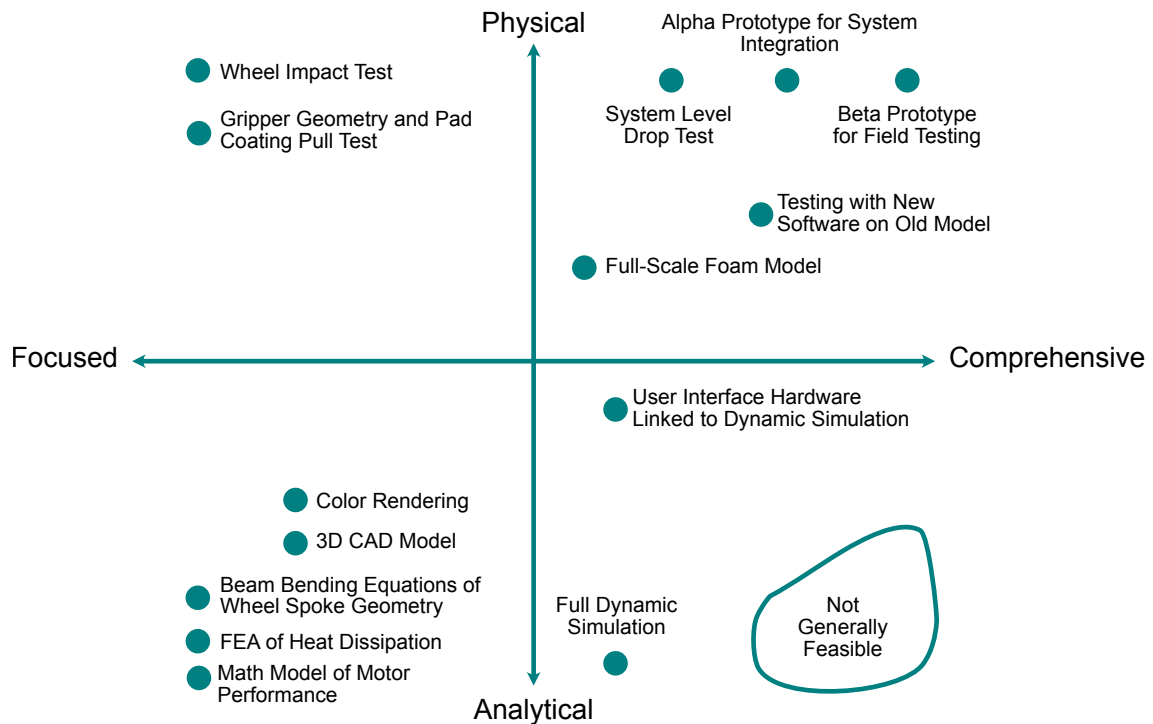 Physical
Alpha Prototype for System
Integration
Wheel Impact Test
Gripper Geometry and Pad
Coating Pull Test
System Level
Drop Test
Beta Prototype
for Field Testing
Testing with New
Software on Old Model
Full-Scale Foam Model
Focused
Comprehensive
User Interface Hardware
Linked to Dynamic Simulation
Color Rendering
3D CAD Model
Beam Bending Equations of
Wheel Spoke Geometry
FEA of Heat Dissipation
Math Model of Motor
Performance
Full Dynamic
Simulation
Not
Generally
Feasible
Analytical